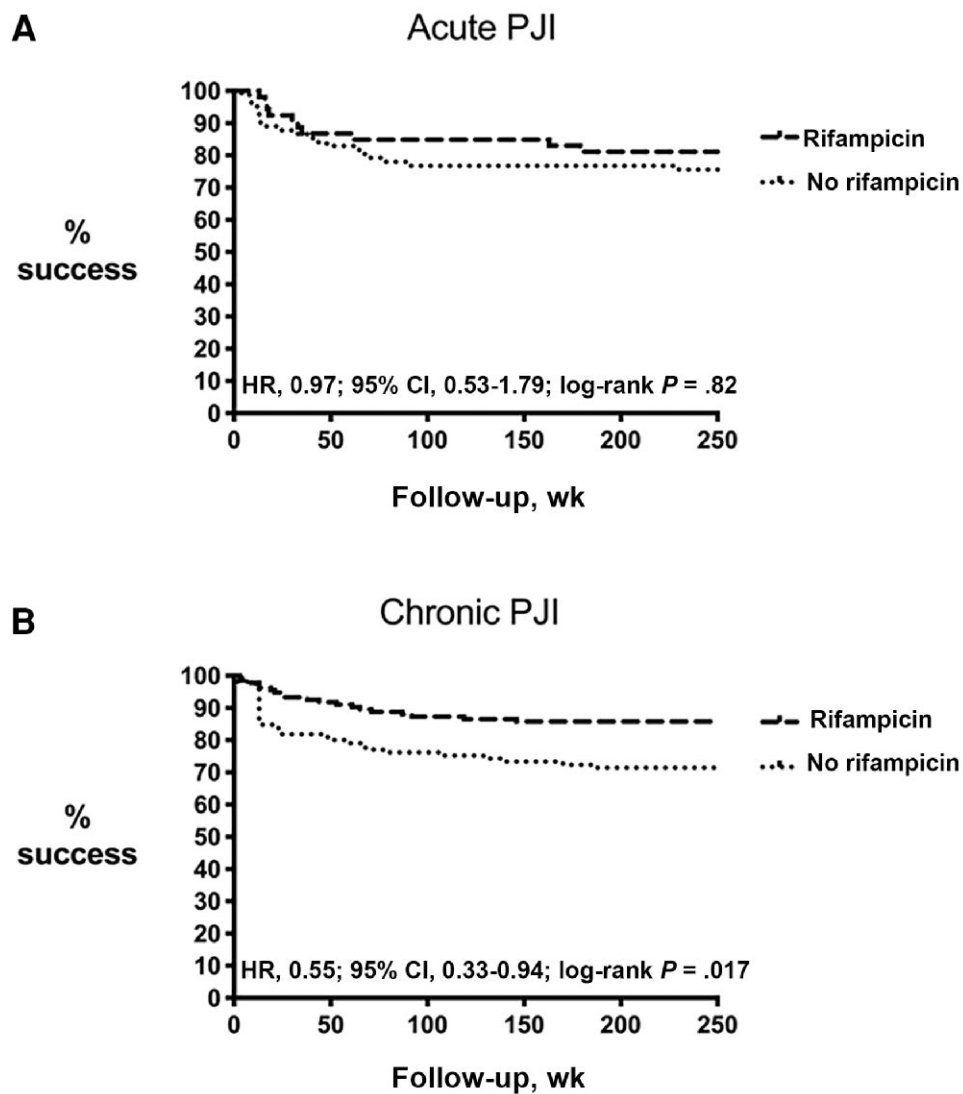 A
Acute PJI
100
90
80
70
60
50
40
30
20
10
0
%
success
Rifampicin
No rifampicin
HR, 0.97; 95% CI, 0.53-1.79; log-rank P = .82
0 50 100 150 200 250
Follow-up, wk
B
Chronic PJI
100
90
80
70
60
50
40
30
20
10
0
%
success
Rifampicin
No rifampicin
HR, 0.55; 95% CI, 0.33-0.94; log-rank P = .017
0 50 100 150 200 250
Follow-up, wk